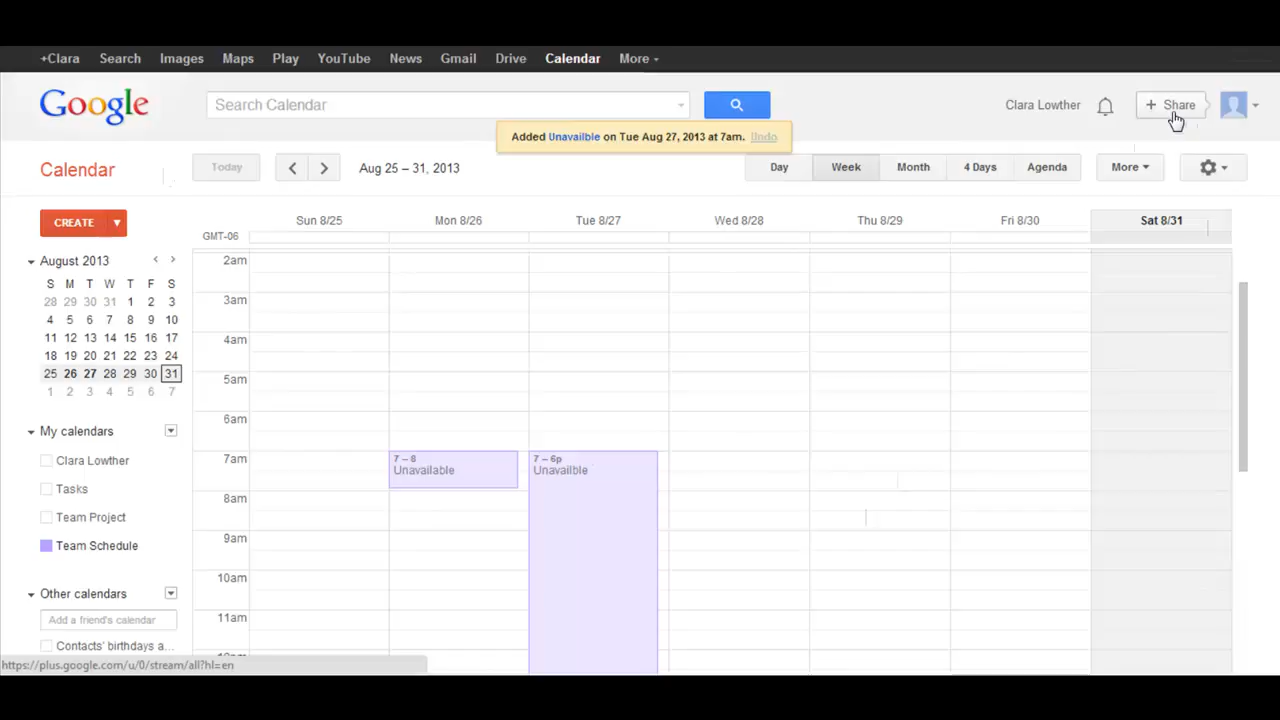 +Clara Search Images Maps Play YouTube News Gmail Drive Calendar More
Google Search Calendar Clara Lowther + Share
Added Unavailble on Tue Aug 27, 2013 at 7am. Undo
Calendar Today Aug 25 – 31, 2013 Day Week Month 4 Days Agenda More
CREATE
GMT-06 Sun 8/25 Mon 8/26 Tue 8/27 Wed 8/28 Thu 8/29 Fri 8/30 Sat 8/31
August 2013
S M T W T F S
28 29 30 31 1 2 3
4 5 6 7 8 9 10
11 12 13 14 15 16 17
18 19 20 21 22 23 24
25 26 27 28 29 30 31
1 2 3 4 5 6 7
My calendars
Clara Lowther
Tasks
Team Project
Team Schedule
Other calendars
Add a friend's calendar
Contacts' birthdays a...
2am
3am
4am
5am
6am
7am
8am
9am
10am
11am
7 – 8
Unavailable
7 – 6p
Unavailble
https://plus.google.com/u/0/stream/all?hl=en